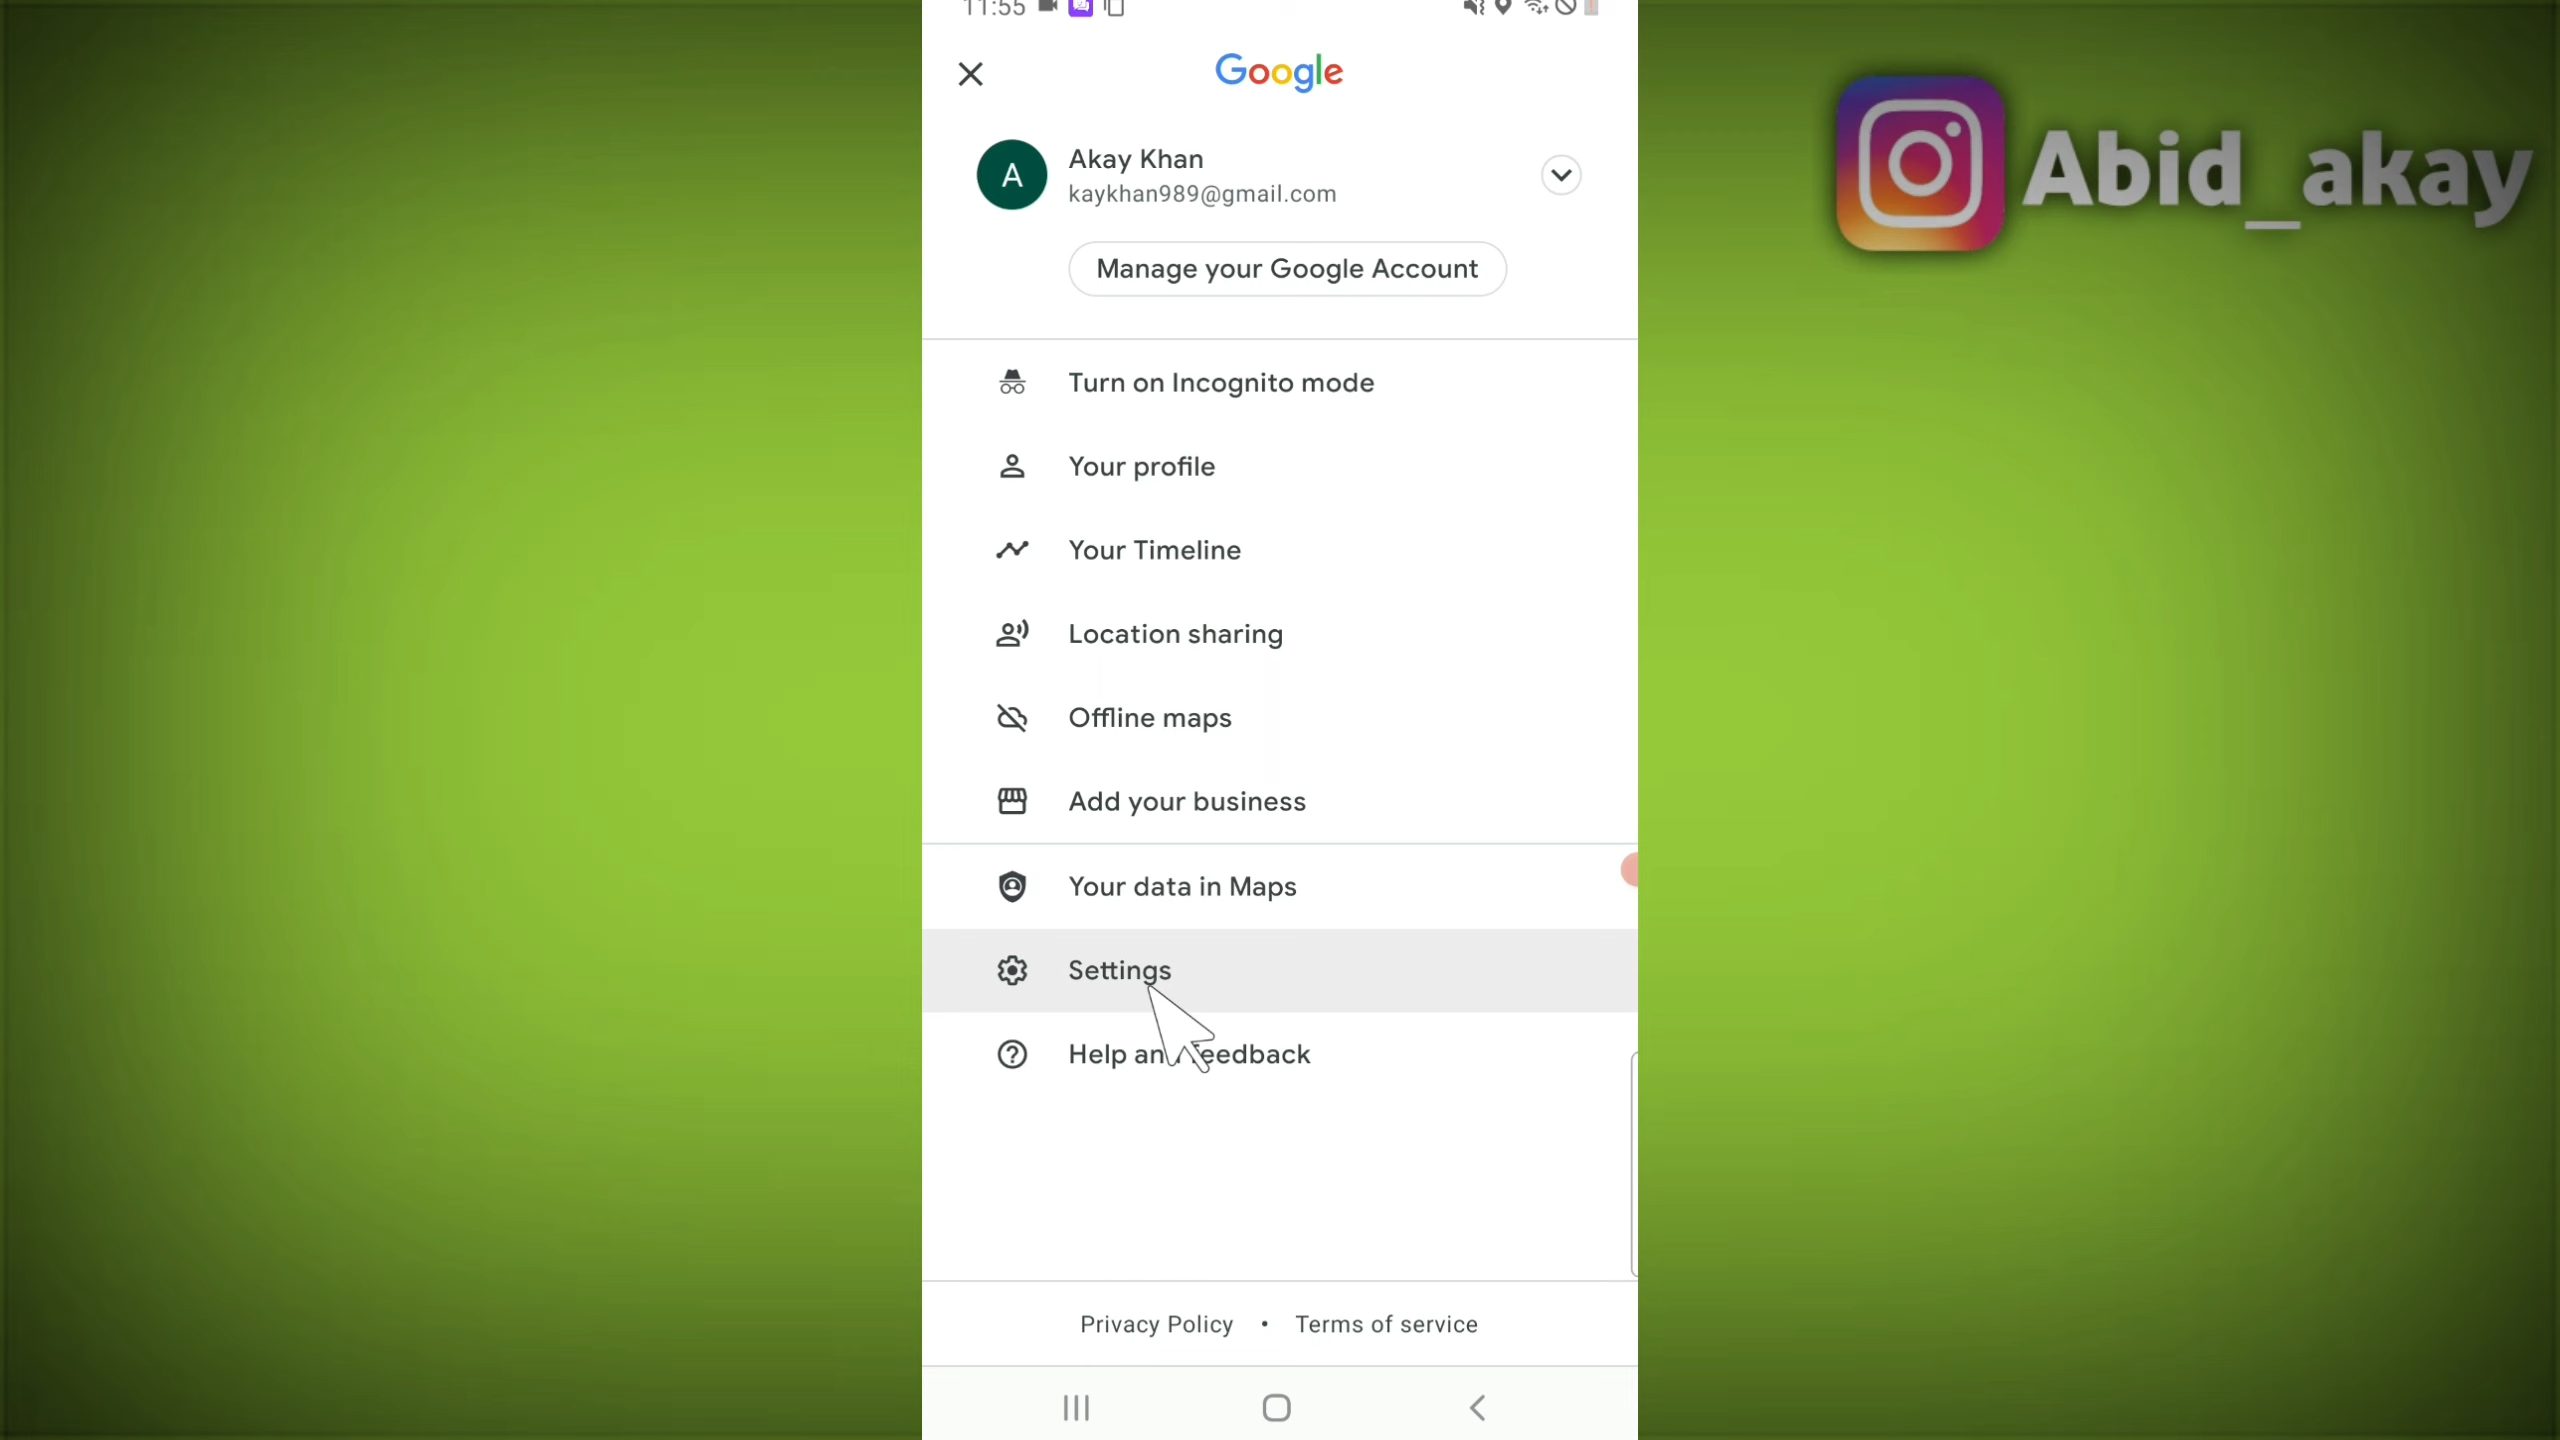 11:55
Google
A
Akay Khan
kaykhan989@gmail.com
Manage your Google Account
Turn on Incognito mode
Your profile
Your Timeline
Location sharing
Offline maps
Add your business
Your data in Maps
Settings
Help an feedback
Privacy Policy • Terms of service
Abid_akay